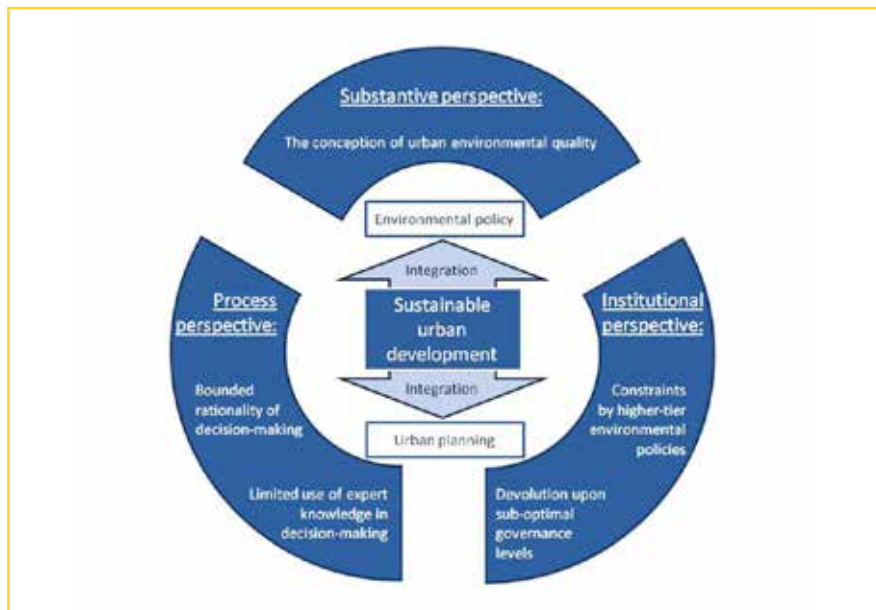 Substantive perspective:
The conception of urban environmental quality
Environmental policy
Integration
Sustainable
urban
development
Integration
Urban planning
Process
perspective:
Bounded
rationality of
decision-making
Limited use of expert
knowledge in
decision-making
Institutional
perspective:
Constraints
by higher-tier
environmental
policies
Devolution upon
sub-optimal
governance
levels